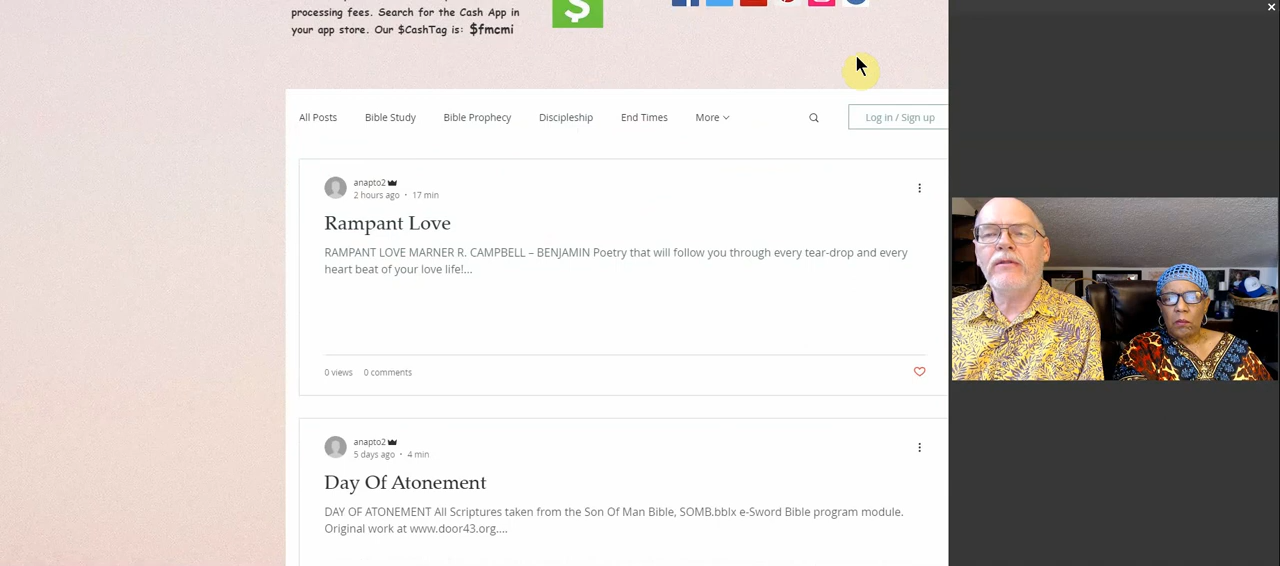 processing fees. Search for the Cash App in
your app store. Our $CashTag is: $fmcmi
All Posts Bible Study Bible Prophecy Discipleship End Times More Log in / Sign up
anapto2
2 hours ago · 17 min
Rampant Love
RAMPANT LOVE MARNER R. CAMPBELL – BENJAMIN Poetry that will follow you through every tear-drop and every
heart beat of your love life!...
0 views 0 comments
anapto2
5 days ago · 4 min
Day Of Atonement
DAY OF ATONEMENT All Scriptures taken from the Son Of Man Bible, SOMB.bblx e-Sword Bible program module.
Original work at www.door43.org....